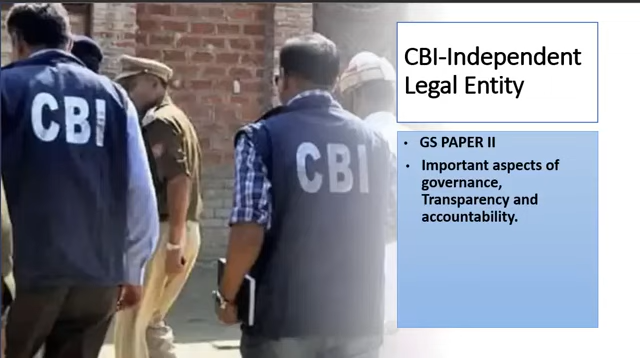 CBI
CBI
CBI-Independent
Legal Entity
• GS PAPER II
• Important aspects of
governance,
Transparency and
accountability.